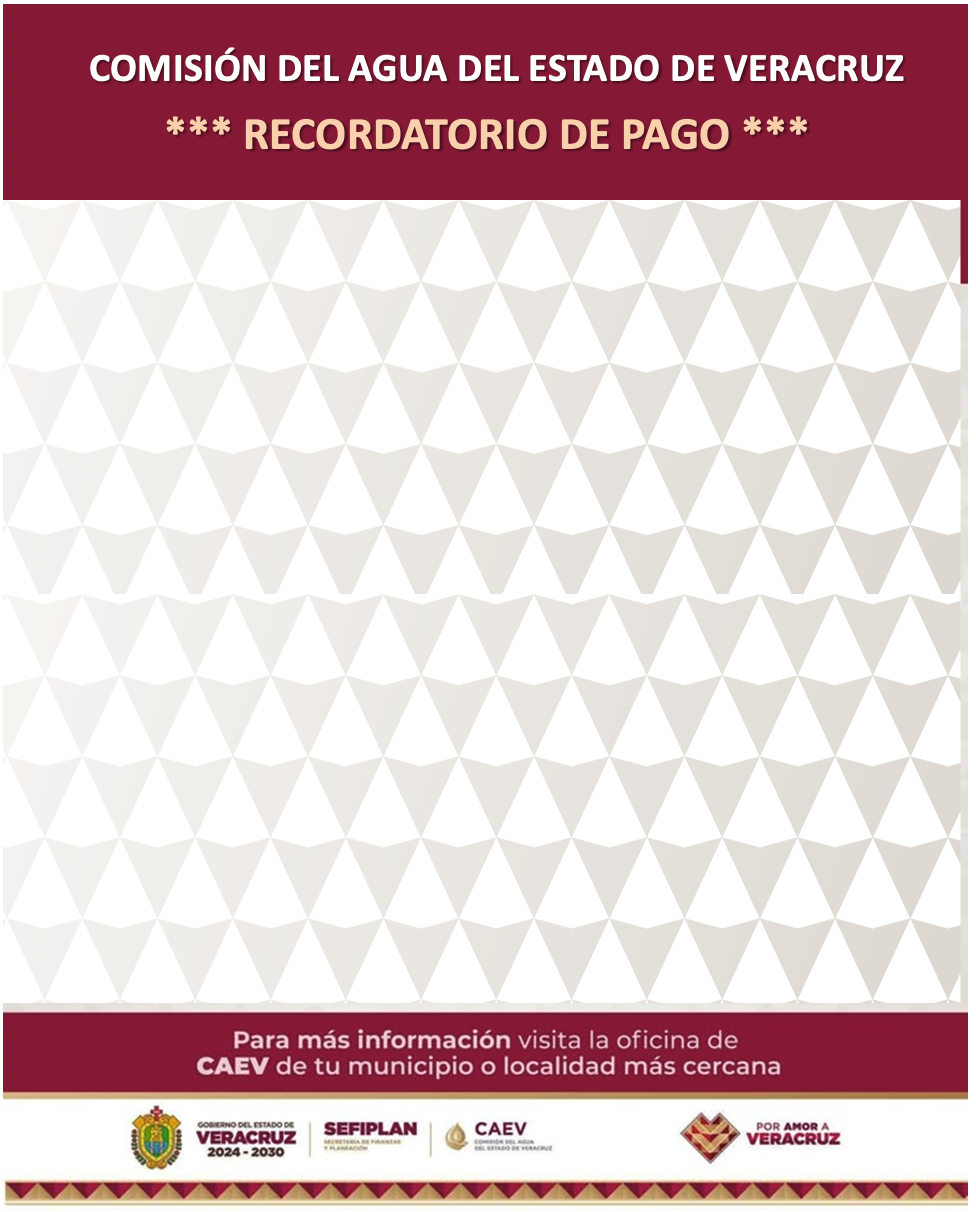 COMISIÓN DEL AGUA DEL ESTADO DE VERACRUZ
*** RECORDATORIO DE PAGO ***
Para más información visita la oficina de
CAEV de tu municipio o localidad más cercana
GOBIERNO DEL ESTADO DE
VERACRUZ
2024 - 2030
SEFIPLAN
SECRETARÍA DE FINANZAS
Y PLANEACIÓN
CAEV
COMISIÓN DEL AGUA
DEL ESTADO DE VERACRUZ
POR AMOR A
VERACRUZ